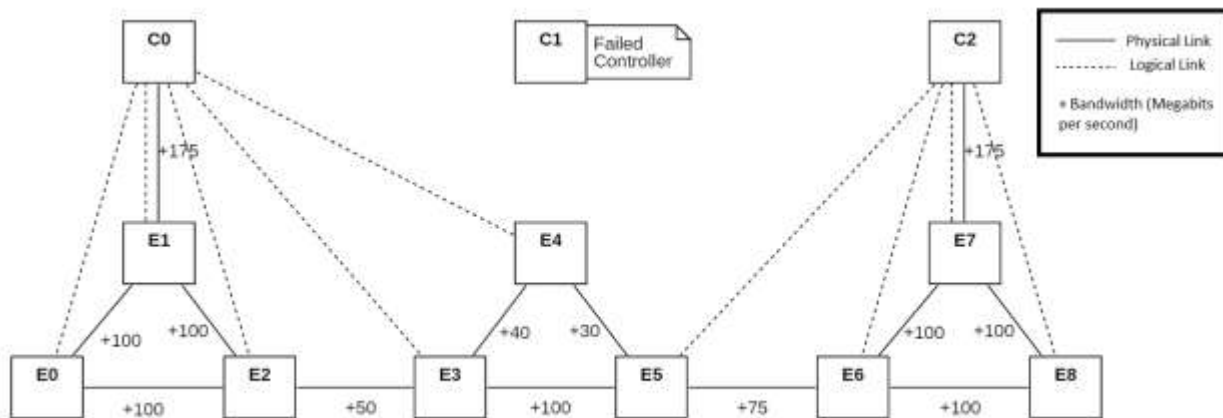 C0
C1
Failed
Controller
C2
Physical Link
Logical Link
+ Bandwidth (Megabits
per second)
+175
+175
E1
E4
E7
+100
+100
+40
+30
+100
+100
E0
E2
E3
E5
E6
E8
+100
+50
+100
+75
+100